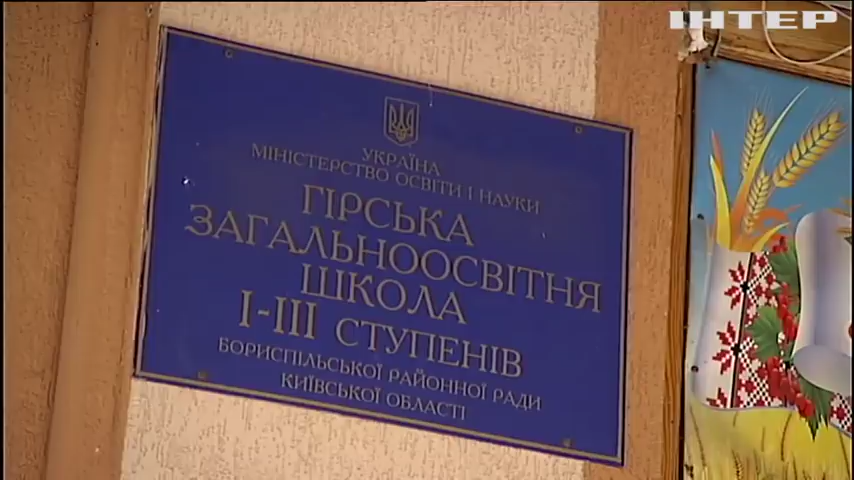 ІНТЕР
УКРАЇНА
МІНІСТЕРСТВО ОСВІТИ І НАУКИ
ГІРСЬКА
ЗАГАЛЬНООСВІТНЯ
ШКОЛА
І-ІІІ СТУПЕНІВ
БОРИСПІЛЬСЬКОЇ РАЙОННОЇ РАДИ
КИЇВСЬКОЇ ОБЛАСТІ